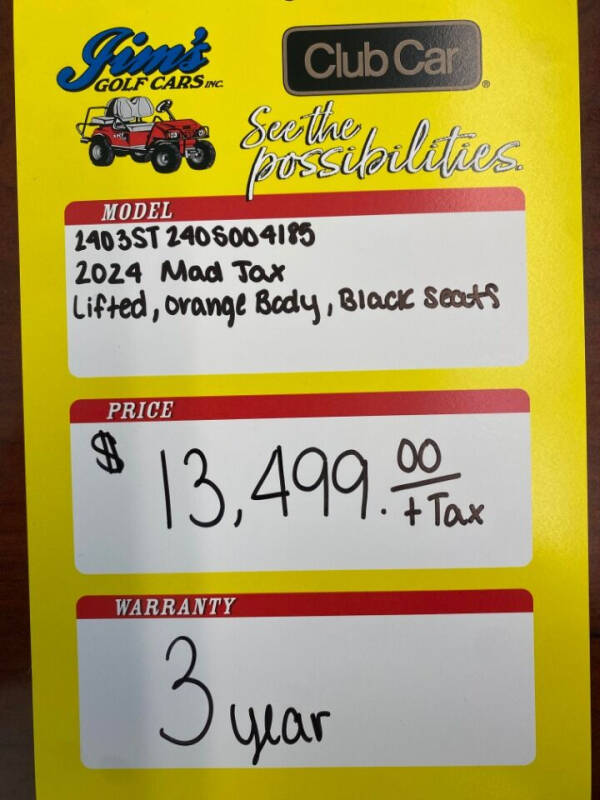 Jim's
GOLF CARS INC.
Club Car
®
See the
possibilities.
MODEL
2403ST 240S004185
2024 Mad Jax
Lifted, Orange Body, Black Seats
PRICE
$ 13,499.00
+ Tax
WARRANTY
3 year